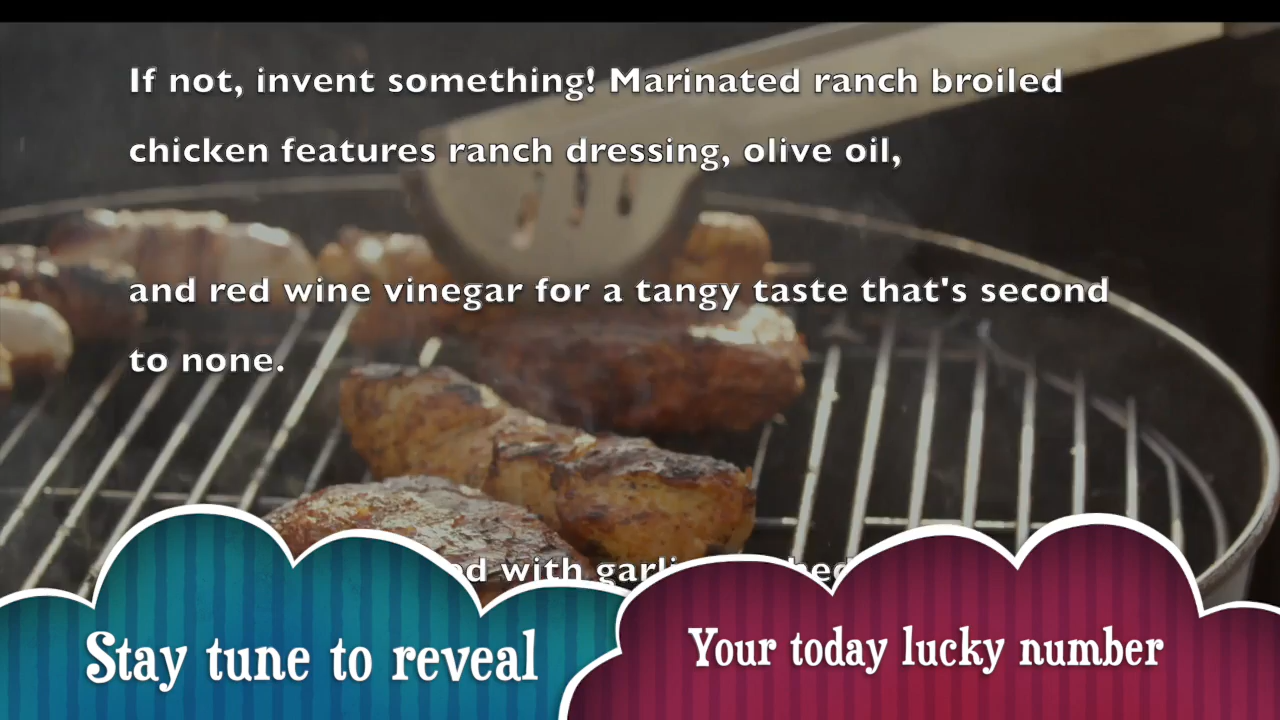 If not, invent something! Marinated ranch broiled
chicken features ranch dressing, olive oil,
and red wine vinegar for a tangy taste that's second
to none.
with
Stay tune to reveal
Your today lucky number